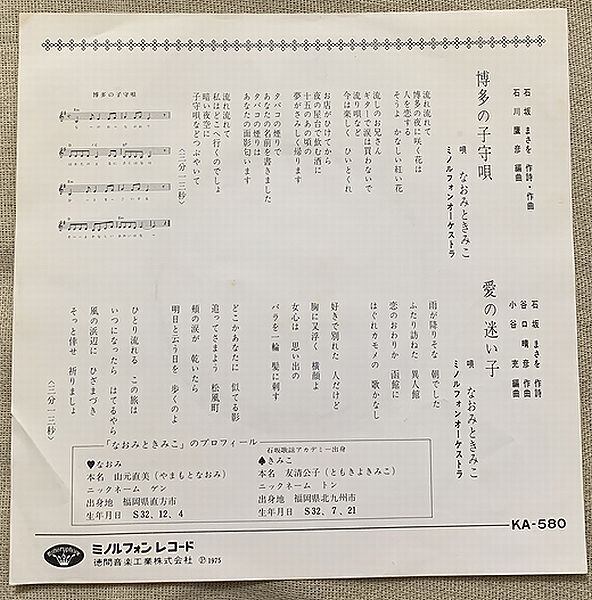 石坂 まさを 作詩・作曲
石川 鷹彦 編曲
博多の子守唄
唄 なおみときみこ
ミノルフォンオーケストラ
流れ流れて
博多の夜に咲く花は
人を恋する
そうよ かなしい紅い花
流しのお兄さん
ギターで涙は買わないで
流り唄など
今は楽しく ひいとくれ
お店がひけてから
夜の屋台で飲む酒に
十五のあの頃の
夢がさみしく帰ります
タバコの煙りで
あなたの名前を書きました
タバコの煙りは
あなたの面影匂います
流れ流れて
私はどこへ行くのでしょ
暗い夜空に
子守唄などつぶやいて
〈三分一三秒〉
博多の子守唄
石坂 まさを 作詩
谷口 晴彦 作曲
小谷 充 編曲
愛の迷い子
唄 なおみときみこ
ミノルフォンオーケストラ
雨が降りそな 朝でした
ふたり訪ねた 異人館
恋のおわりか 函館に
はぐれカモメの 歌かなし
好きで別れた 人だけど
胸に又浮く 横顔よ
女心は 思い出の
バラを一輪 髪に刺す
どこかあなたに 似てる影
追ってさまよう 松風町
頬の涙が 乾いたら
明日と云う日を 歩くのよ
ひとり流れる この旅は
いつになったら はてるやら
風の浜辺に ひざまづき
そっと倖せ 祈りましょ
〈三分一三秒〉
「なおみときみこ」のプロフィール
石坂歌謡アカデミー出身
♥なおみ
本名 山元直美(やまもとなおみ)
ニックネーム ゲン
出身地 福岡県直方市
生年月日 S32、12、4
♠きみこ
本名 友清公子(ともきよきみこ)
ニックネーム トン
出身地 福岡県北九州市
生年月日 S32、7、21
KA-580
ミノルフォン レコード
徳間音楽工業株式会社 ℗1975